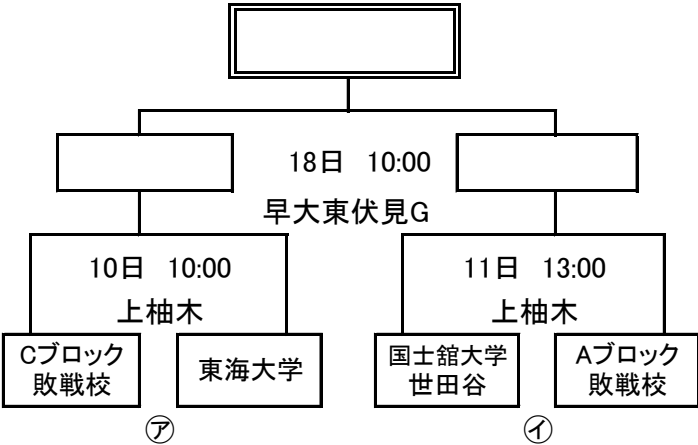 18日 10:00
早大東伏見G
10日 10:00
上柚木
11日 13:00
上柚木
Cブロック
敗戦校
東海大学
国士舘大学
世田谷
Aブロック
敗戦校
㋐
㋑